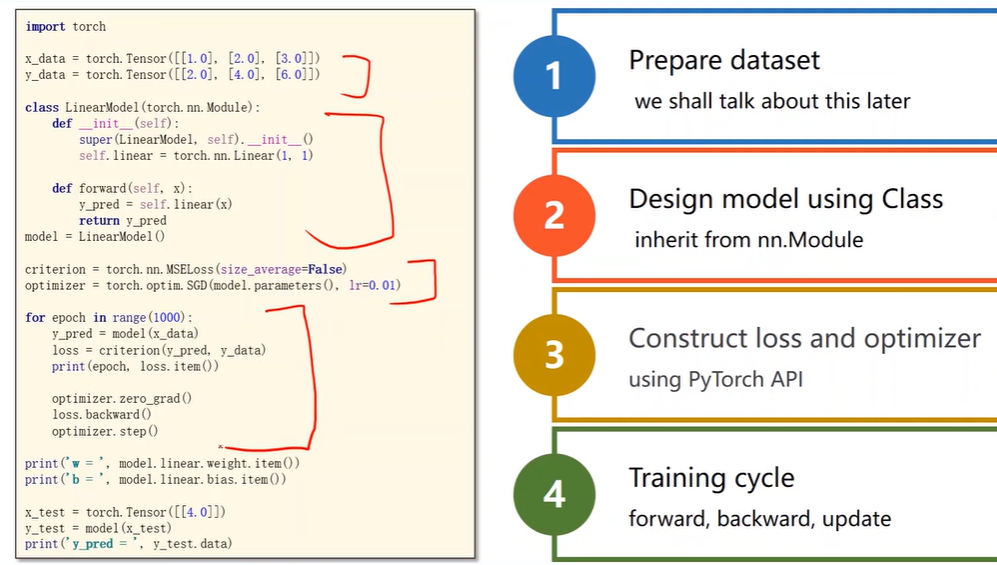 import torch
x_data = torch.Tensor([[1.0], [2.0], [3.0]])
y_data = torch.Tensor([[2.0], [4.0], [6.0]])
class LinearModel(torch.nn.Module):
def __init__(self):
super(LinearModel, self).__init__()
self.linear = torch.nn.Linear(1, 1)
def forward(self, x):
y_pred = self.linear(x)
return y_pred
model = LinearModel()
criterion = torch.nn.MSELoss(size_average=False)
optimizer = torch.optim.SGD(model.parameters(), lr=0.01)
for epoch in range(1000):
y_pred = model(x_data)
loss = criterion(y_pred, y_data)
print(epoch, loss.item())
optimizer.zero_grad()
loss.backward()
optimizer.step()
print('w = ', model.linear.weight.item())
print('b = ', model.linear.bias.item())
x_test = torch.Tensor([[4.0]])
y_test = model(x_test)
print('y_pred = ', y_test.data)
1
Prepare dataset
we shall talk about this later
2
Design model using Class
inherit from nn.Module
3
Construct loss and optimizer
using PyTorch API
4
Training cycle
forward, backward, update